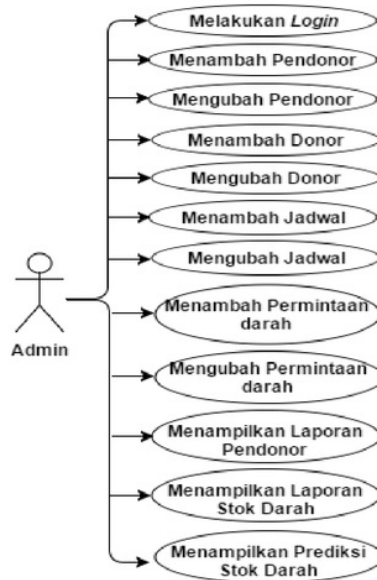 Melakukan Login
Menambah Pendonor
Mengubah Pendonor
Menambah Donor
Mengubah Donor
Menambah Jadwal
Mengubah Jadwal
Menambah Permintaan
darah
Admin
Mengubah Permintaan
darah
Menampilkan Laporan
Pendonor
Menampilkan Laporan
Stok Darah
Menampilkan Prediksi
Stok Darah